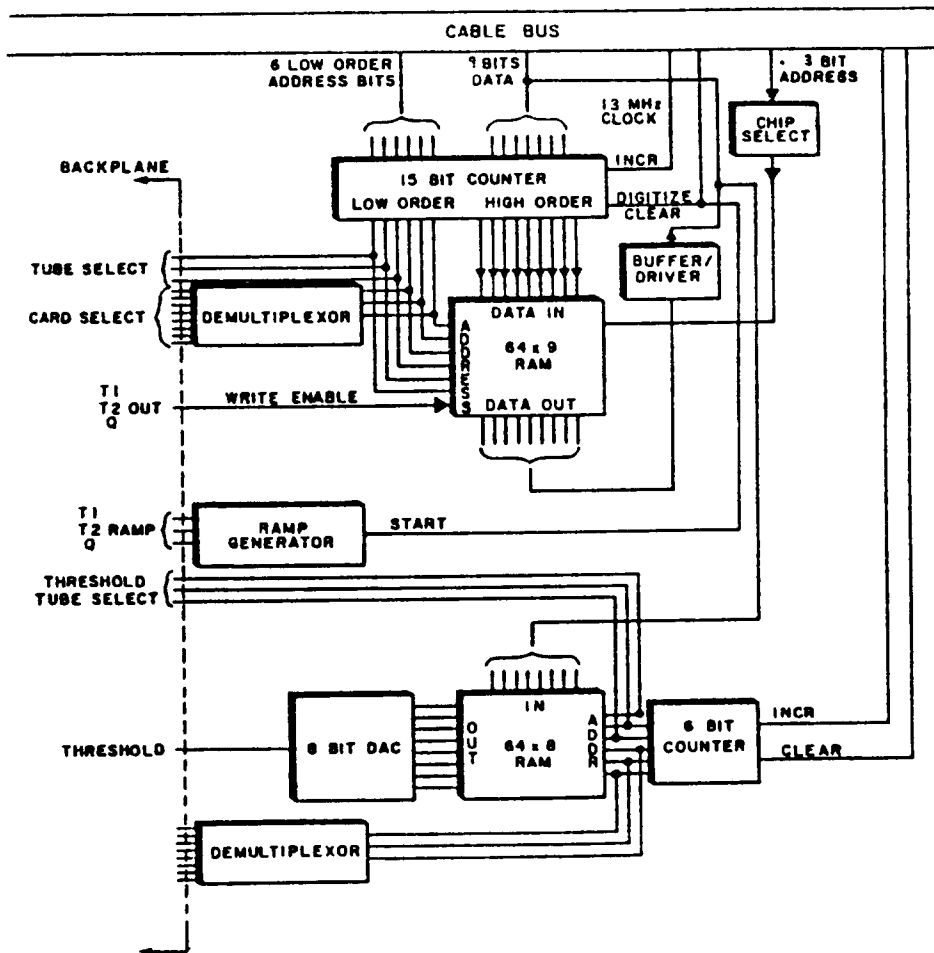 CABLE BUS
6 LOW ORDER
ADDRESS BITS
9 BITS
DATA
13 MHz
CLOCK
. 3 BIT
ADDRESS
CHIP
SELECT
BACKPLANE
INCR
15 BIT COUNTER
LOW ORDER HIGH ORDER
DIGITIZE
CLEAR
BUFFER/
DRIVER
TUBE SELECT
CARD SELECT
DEMULTIPLEXOR
DATA IN
64 x 9
RAM
ADDRESS
DATA OUT
T1
T2 OUT
Q
WRITE ENABLE
T1
T2 RAMP
Q
RAMP
GENERATOR
START
THRESHOLD
TUBE SELECT
IN
OUT
64 x 8
RAM
ADDR
6 BIT
COUNTER
INCR
CLEAR
THRESHOLD
8 BIT DAC
DEMULTIPLEXOR